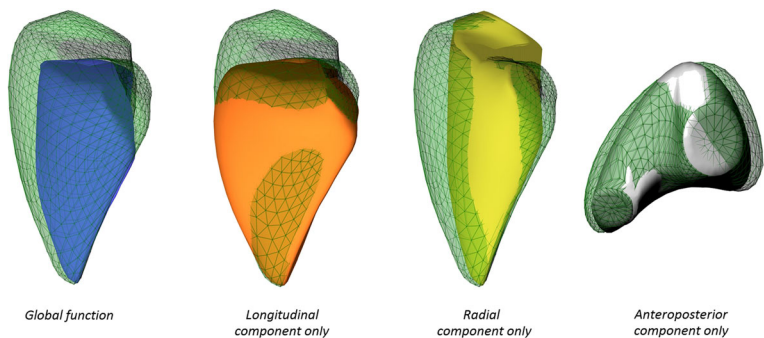 Global function
Longitudinal
component only
Radial
component only
Anteroposterior
component only